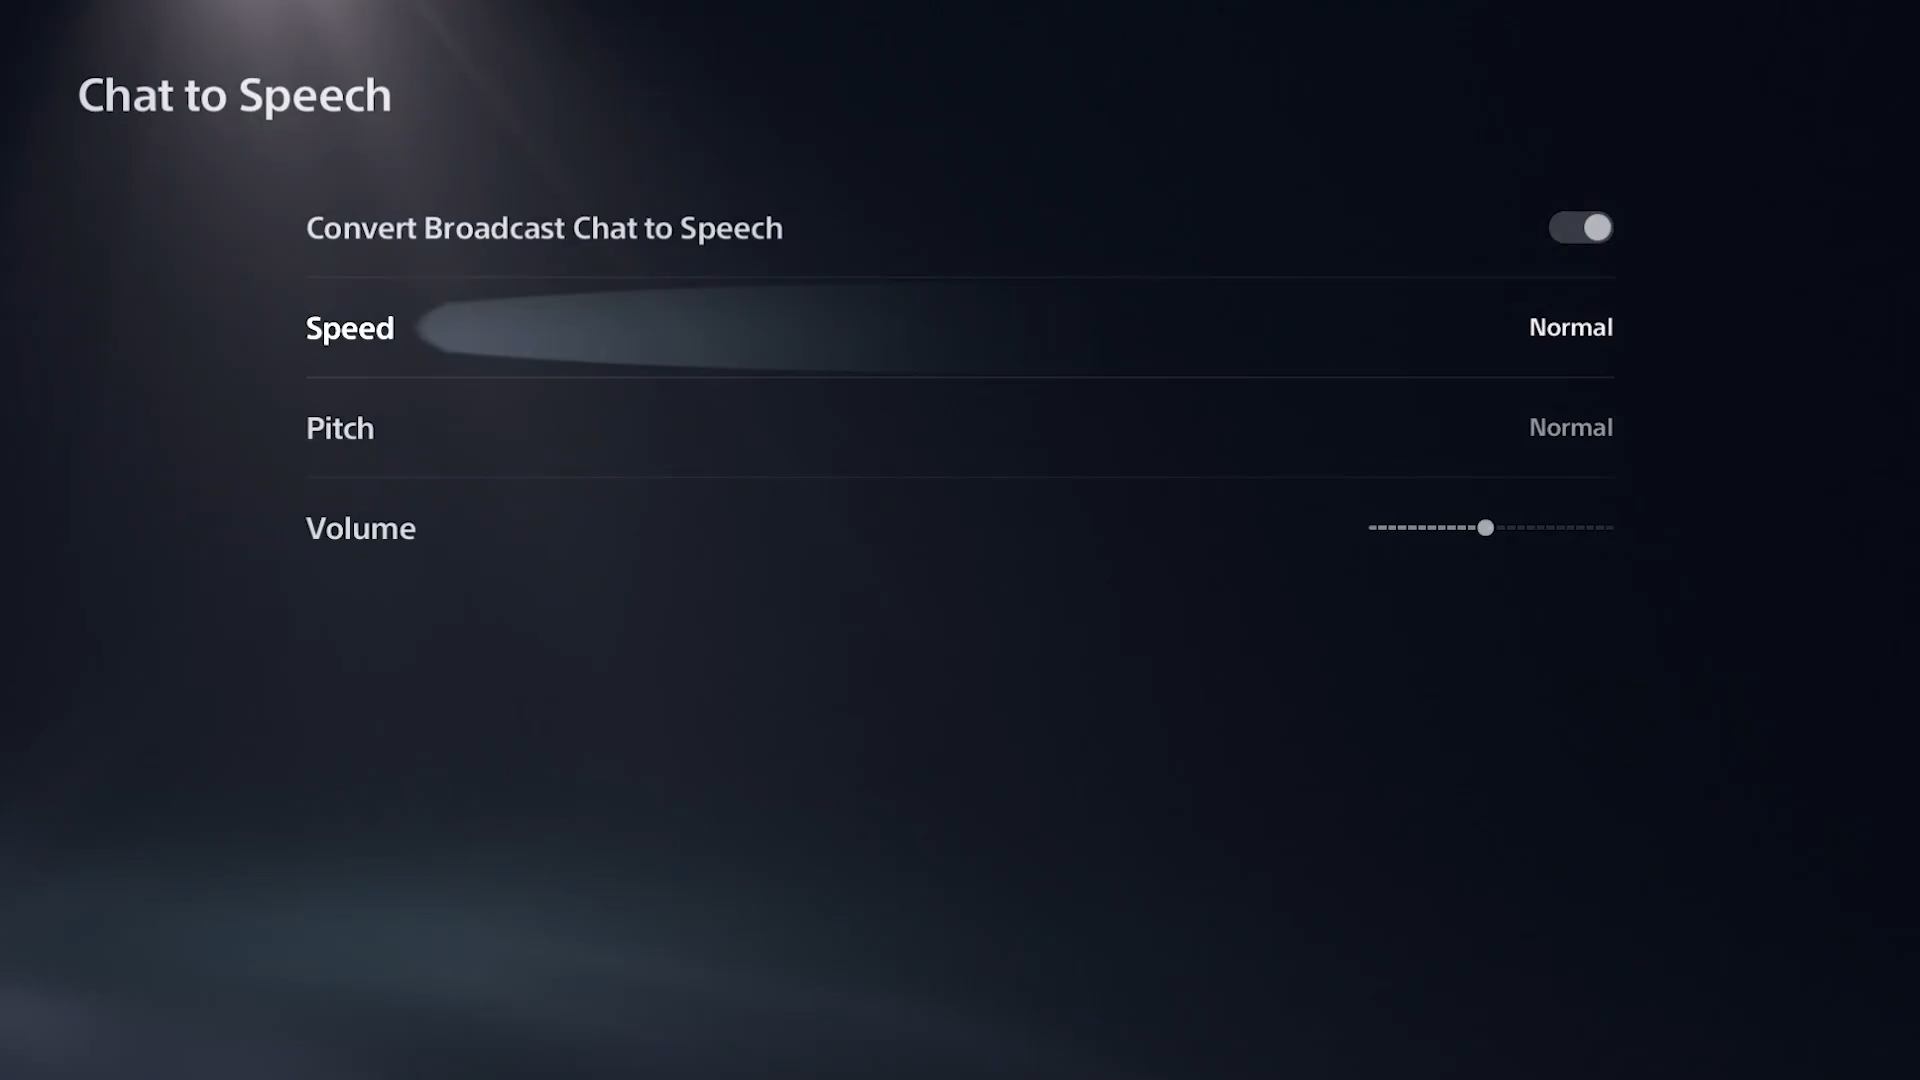 Chat to Speech
Convert Broadcast Chat to Speech
Speed
Normal
Pitch
Normal
Volume